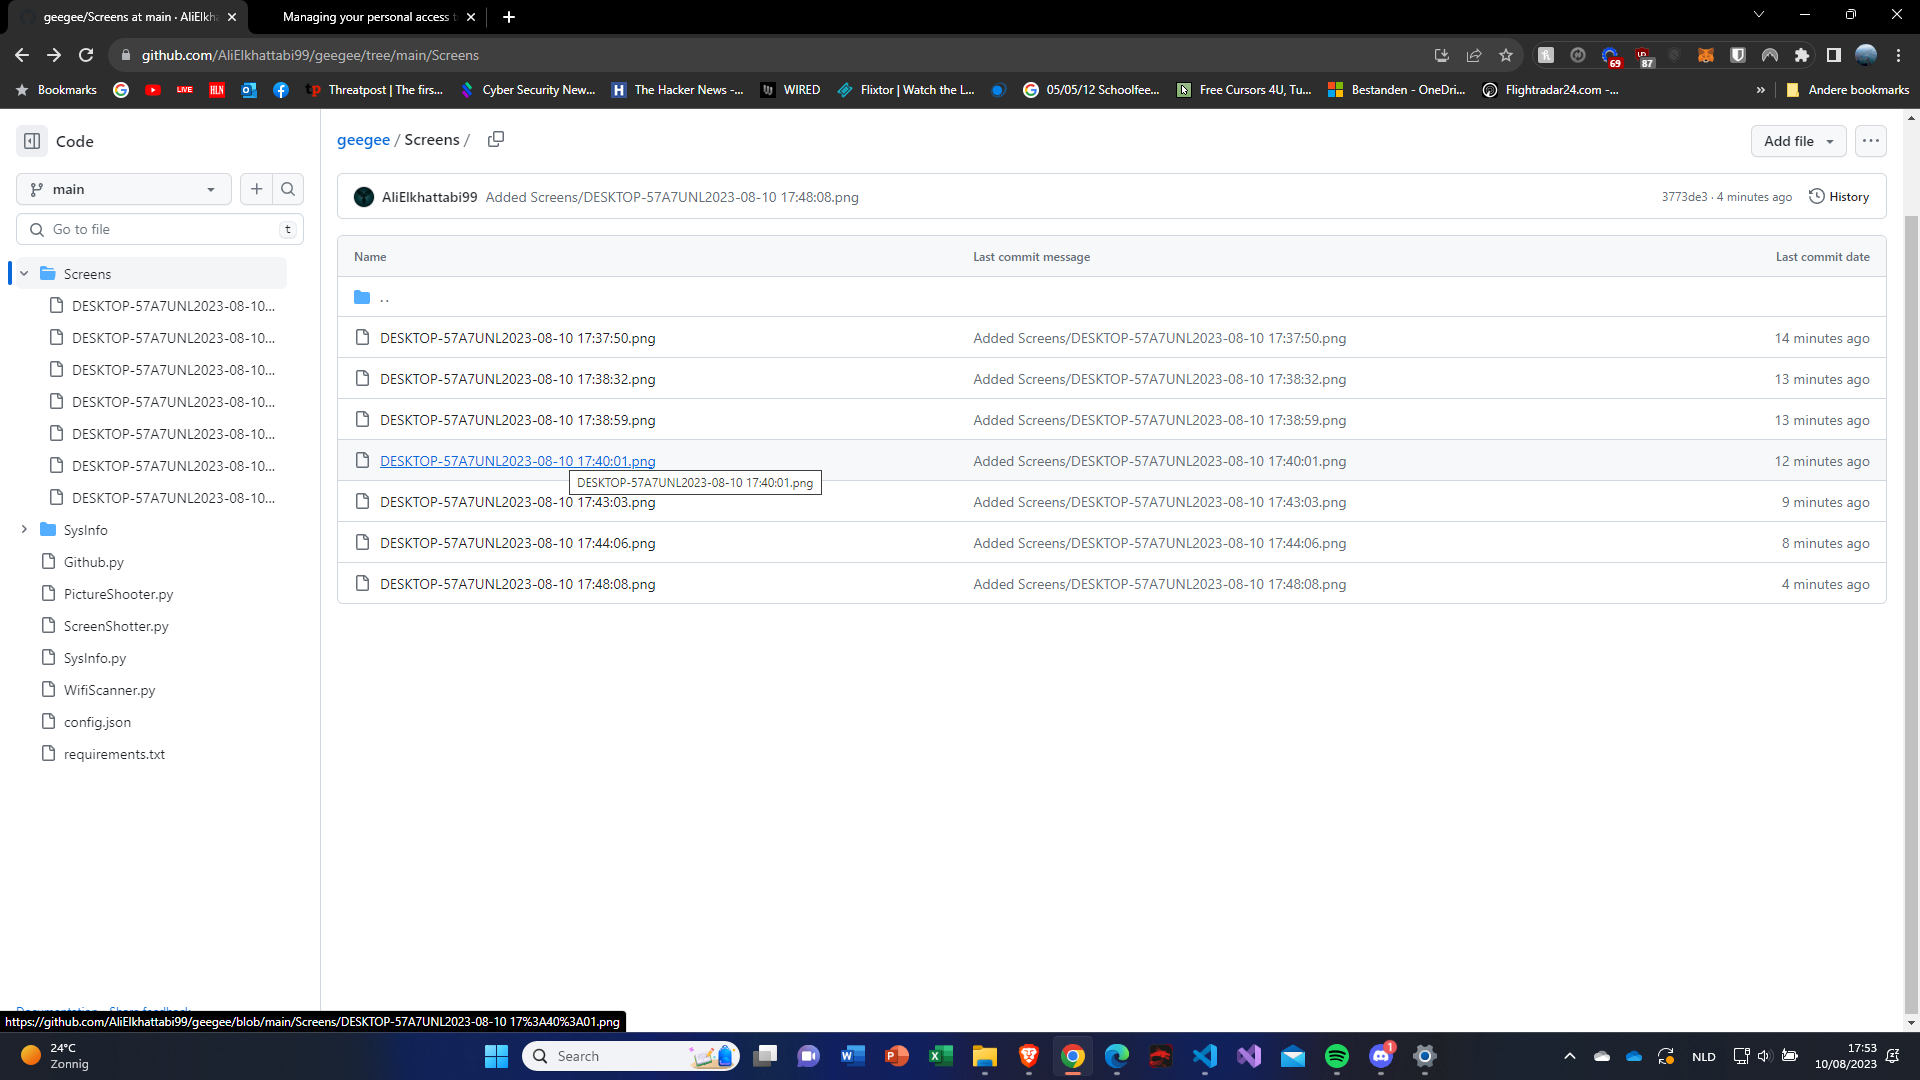 geegee/Screens at main · AliElkha
Managing your personal access t
github.com/AliElkhattabi99/geegee/tree/main/Screens
69
87
Bookmarks
LIVE
HLN
tp
Threatpost | The firs...
Cyber Security New...
H
The Hacker News -...
WIRED
Flixtor | Watch the L...
05/05/12 Schoolfee...
Free Cursors 4U, Tu...
Bestanden - OneDri...
Flightradar24.com -...
»
Andere bookmarks
Code
geegee / Screens /
Add file
main
AliElkhattabi99 Added Screens/DESKTOP-57A7UNL2023-08-10 17:48:08.png
3773de3 · 4 minutes ago
History
Go to file
t
Name
Last commit message
Last commit date
Screens
..
DESKTOP-57A7UNL2023-08-10...
DESKTOP-57A7UNL2023-08-10...
DESKTOP-57A7UNL2023-08-10...
DESKTOP-57A7UNL2023-08-10...
DESKTOP-57A7UNL2023-08-10...
DESKTOP-57A7UNL2023-08-10...
DESKTOP-57A7UNL2023-08-10...
SysInfo
Github.py
PictureShooter.py
ScreenShotter.py
SysInfo.py
WifiScanner.py
config.json
requirements.txt
DESKTOP-57A7UNL2023-08-10 17:37:50.png
Added Screens/DESKTOP-57A7UNL2023-08-10 17:37:50.png
14 minutes ago
DESKTOP-57A7UNL2023-08-10 17:38:32.png
Added Screens/DESKTOP-57A7UNL2023-08-10 17:38:32.png
13 minutes ago
DESKTOP-57A7UNL2023-08-10 17:38:59.png
Added Screens/DESKTOP-57A7UNL2023-08-10 17:38:59.png
13 minutes ago
DESKTOP-57A7UNL2023-08-10 17:40:01.png
Added Screens/DESKTOP-57A7UNL2023-08-10 17:40:01.png
12 minutes ago
DESKTOP-57A7UNL2023-08-10 17:40:01.png
DESKTOP-57A7UNL2023-08-10 17:43:03.png
Added Screens/DESKTOP-57A7UNL2023-08-10 17:43:03.png
9 minutes ago
DESKTOP-57A7UNL2023-08-10 17:44:06.png
Added Screens/DESKTOP-57A7UNL2023-08-10 17:44:06.png
8 minutes ago
DESKTOP-57A7UNL2023-08-10 17:48:08.png
Added Screens/DESKTOP-57A7UNL2023-08-10 17:48:08.png
4 minutes ago
https://github.com/AliElkhattabi99/geegee/blob/main/Screens/DESKTOP-57A7UNL2023-08-10 17%3A40%3A01.png
24°C
Zonnig
Search
1
NLD
17:53
10/08/2023